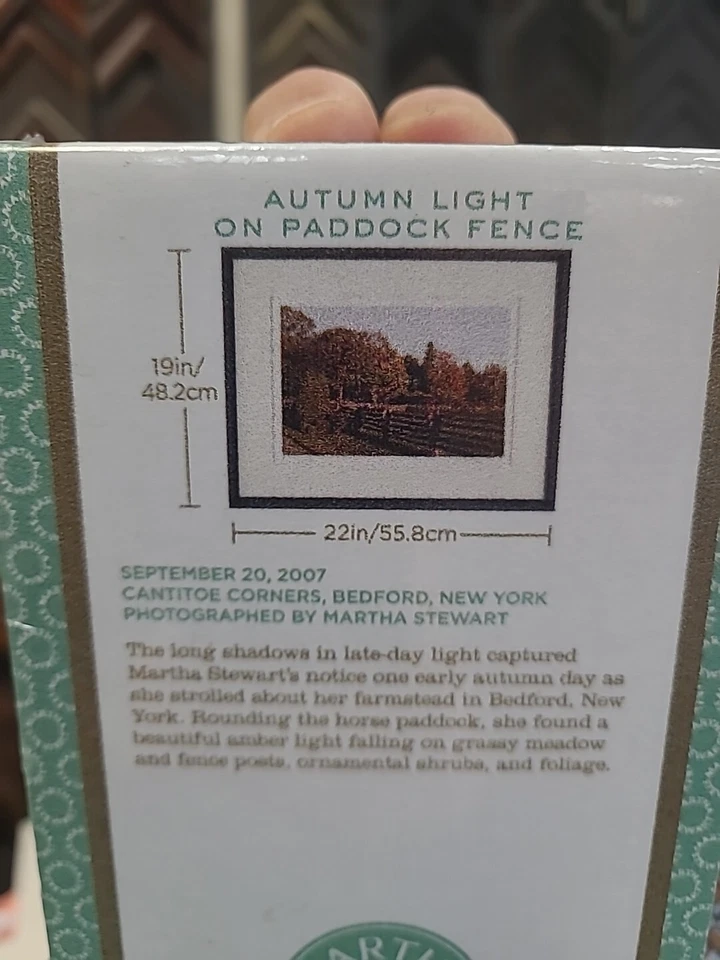 AUTUMN LIGHT
ON PADDOCK FENCE
19in/
48.2cm
22in/55.8cm
SEPTEMBER 20, 2007
CANTITOE CORNERS, BEDFORD, NEW YORK
PHOTOGRAPHED BY MARTHA STEWART
The long shadows in late-day light captured
Martha Stewart's notice one early autumn day as
she strolled about her farmstead in Bedford, New
York. Rounding the horse paddock, she found a
beautiful amber light falling on grassy meadow
and fence posts, ornamental shrubs, and foliage.